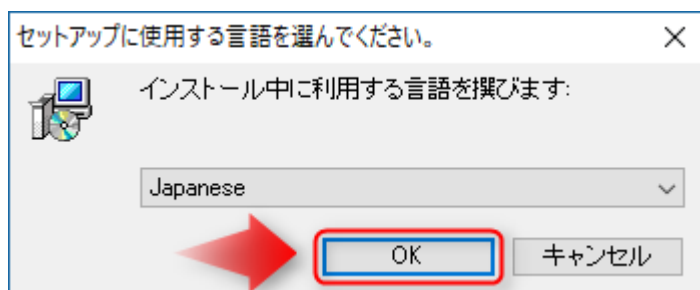 セットアップに使用する言語を選んでください。
インストール中に利用する言語を撰びます:
Japanese
OK キャンセル